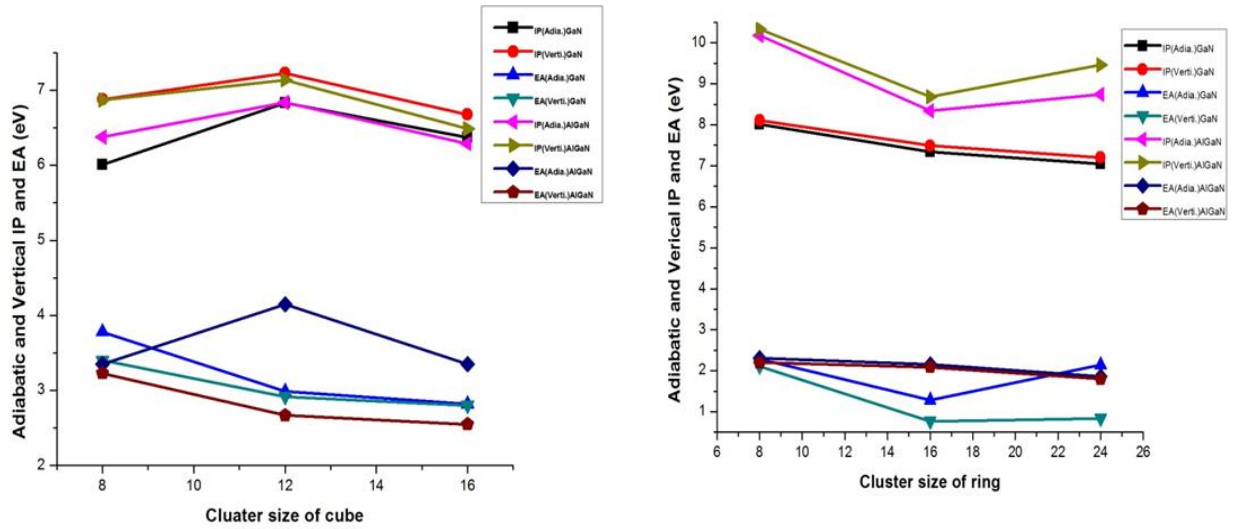 Adiabatic and Vertical IP and EA (eV)
7
6
5
4
3
2
8
10
12
14
16
Cluater size of cube
IP(Adia.)GaN
IP(Verti.)GaN
EA(Adia.)GaN
EA(Verti.)GaN
IP(Adia.)AlGaN
IP(Verti.)AlGaN
EA(Adia.)AlGaN
EA(Verti.)AlGaN
Adiabatic and Verical IP and EA (eV)
10
9
8
7
6
5
4
3
2
1
6
8
10
12
14
16
18
20
22
24
26
Cluster size of ring
IP(Adia.)GaN
IP(Verti.)GaN
EA(Adia.)GaN
EA(Verti.)GaN
IP(Adia.)AlGaN
IP(Verti.)AlGaN
EA(Adia.)AlGaN
EA(Verti.)AlGaN